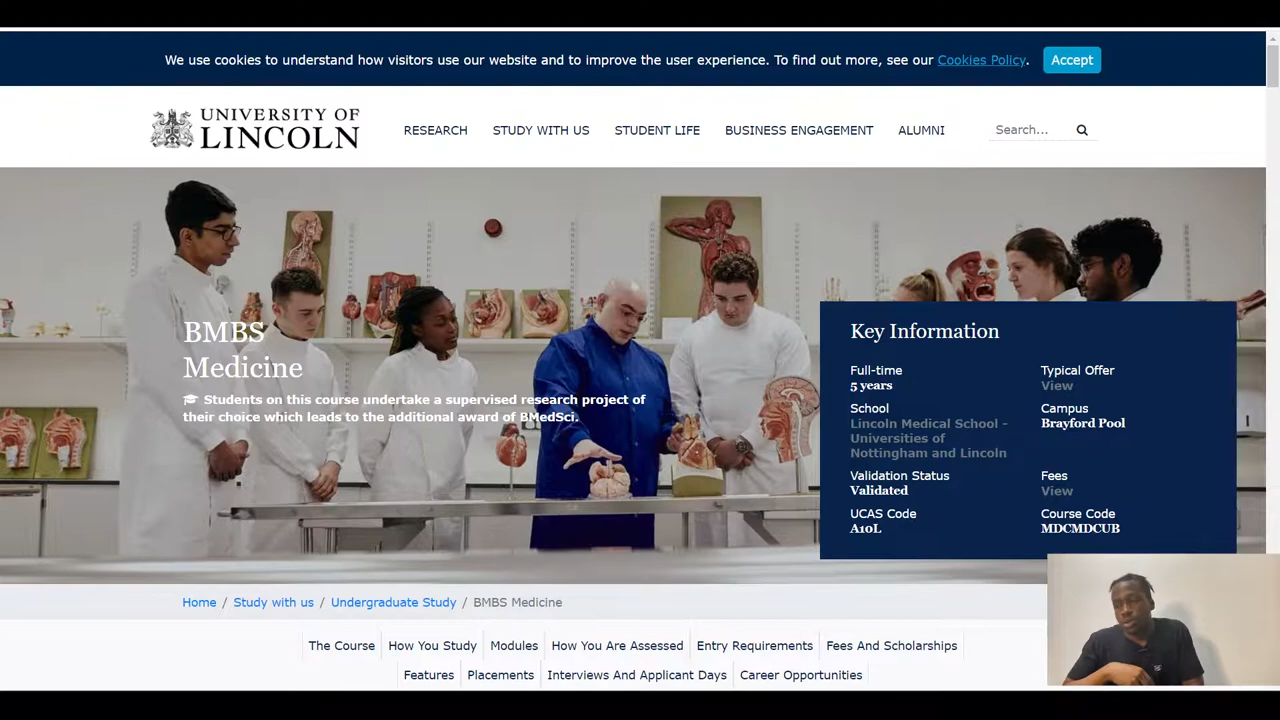 We use cookies to understand how visitors use our website and to improve the user experience. To find out more, see our Cookies Policy.
Accept
UNIVERSITY OF
LINCOLN
RESEARCH
STUDY WITH US
STUDENT LIFE
BUSINESS ENGAGEMENT
ALUMNI
Search...
BMBS
Medicine
Students on this course undertake a supervised research project of
their choice which leads to the additional award of BMedSci.
Key Information
Full-time
5 years
Typical Offer
View
School
Lincoln Medical School -
Universities of
Nottingham and Lincoln
Campus
Brayford Pool
Validation Status
Validated
Fees
View
UCAS Code
A10L
Course Code
MDCMDCUB
Home / Study with us / Undergraduate Study / BMBS Medicine
The Course
How You Study
Modules
How You Are Assessed
Entry Requirements
Fees And Scholarships
Features
Placements
Interviews And Applicant Days
Career Opportunities